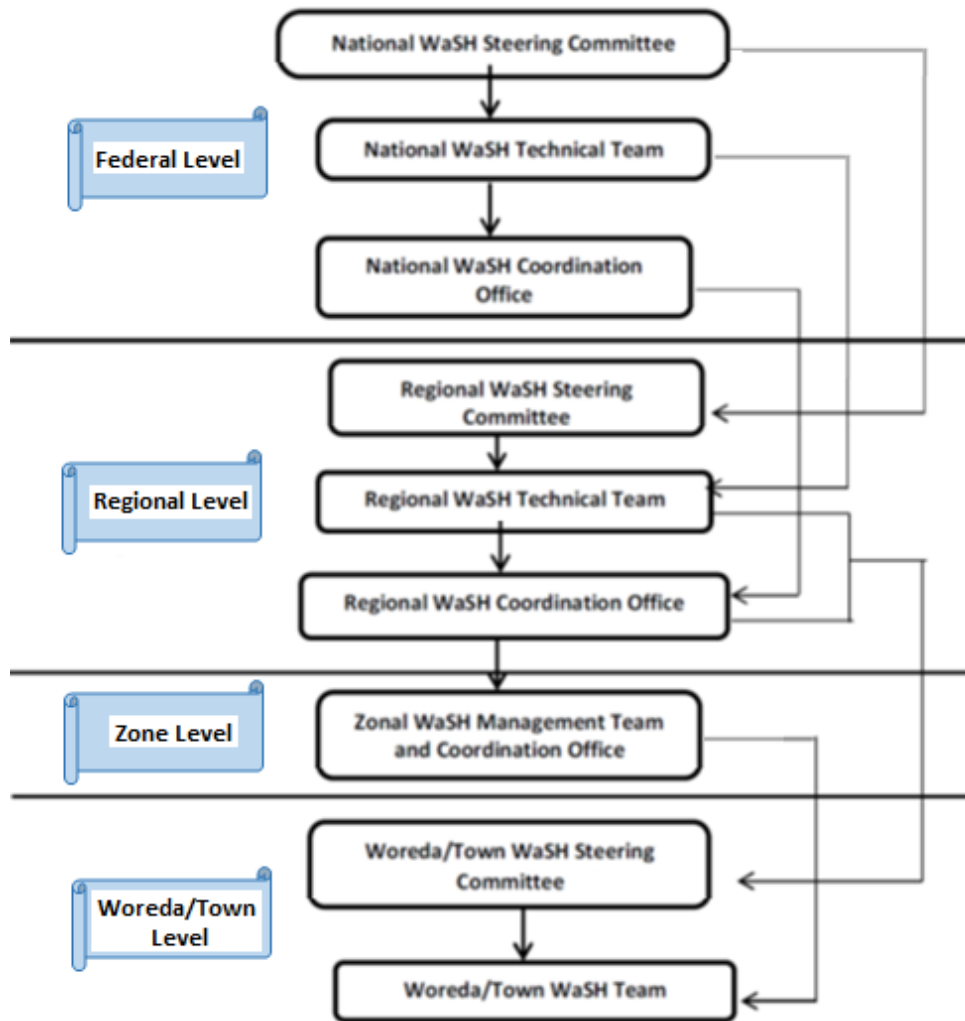 National WaSH Steering Committee
Federal Level
National WaSH Technical Team
National WaSH Coordination
Office
Regional WaSH Steering
Committee
Regional Level
Regional WaSH Technical Team
Regional WaSH Coordination Office
Zone Level
Zonal WaSH Management Team
and Coordination Office
Woreda/Town WaSH Steering
Committee
Woreda/Town
Level
Woreda/Town WaSH Team